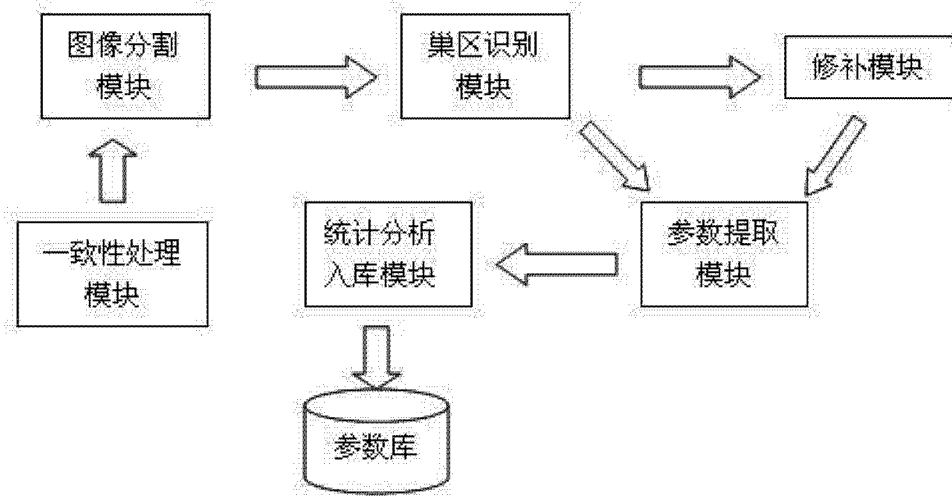 图像分割
模块
巢区识别
模块
修补模块
一致性处理
模块
统计分析
入库模块
参数提取
模块
参数库